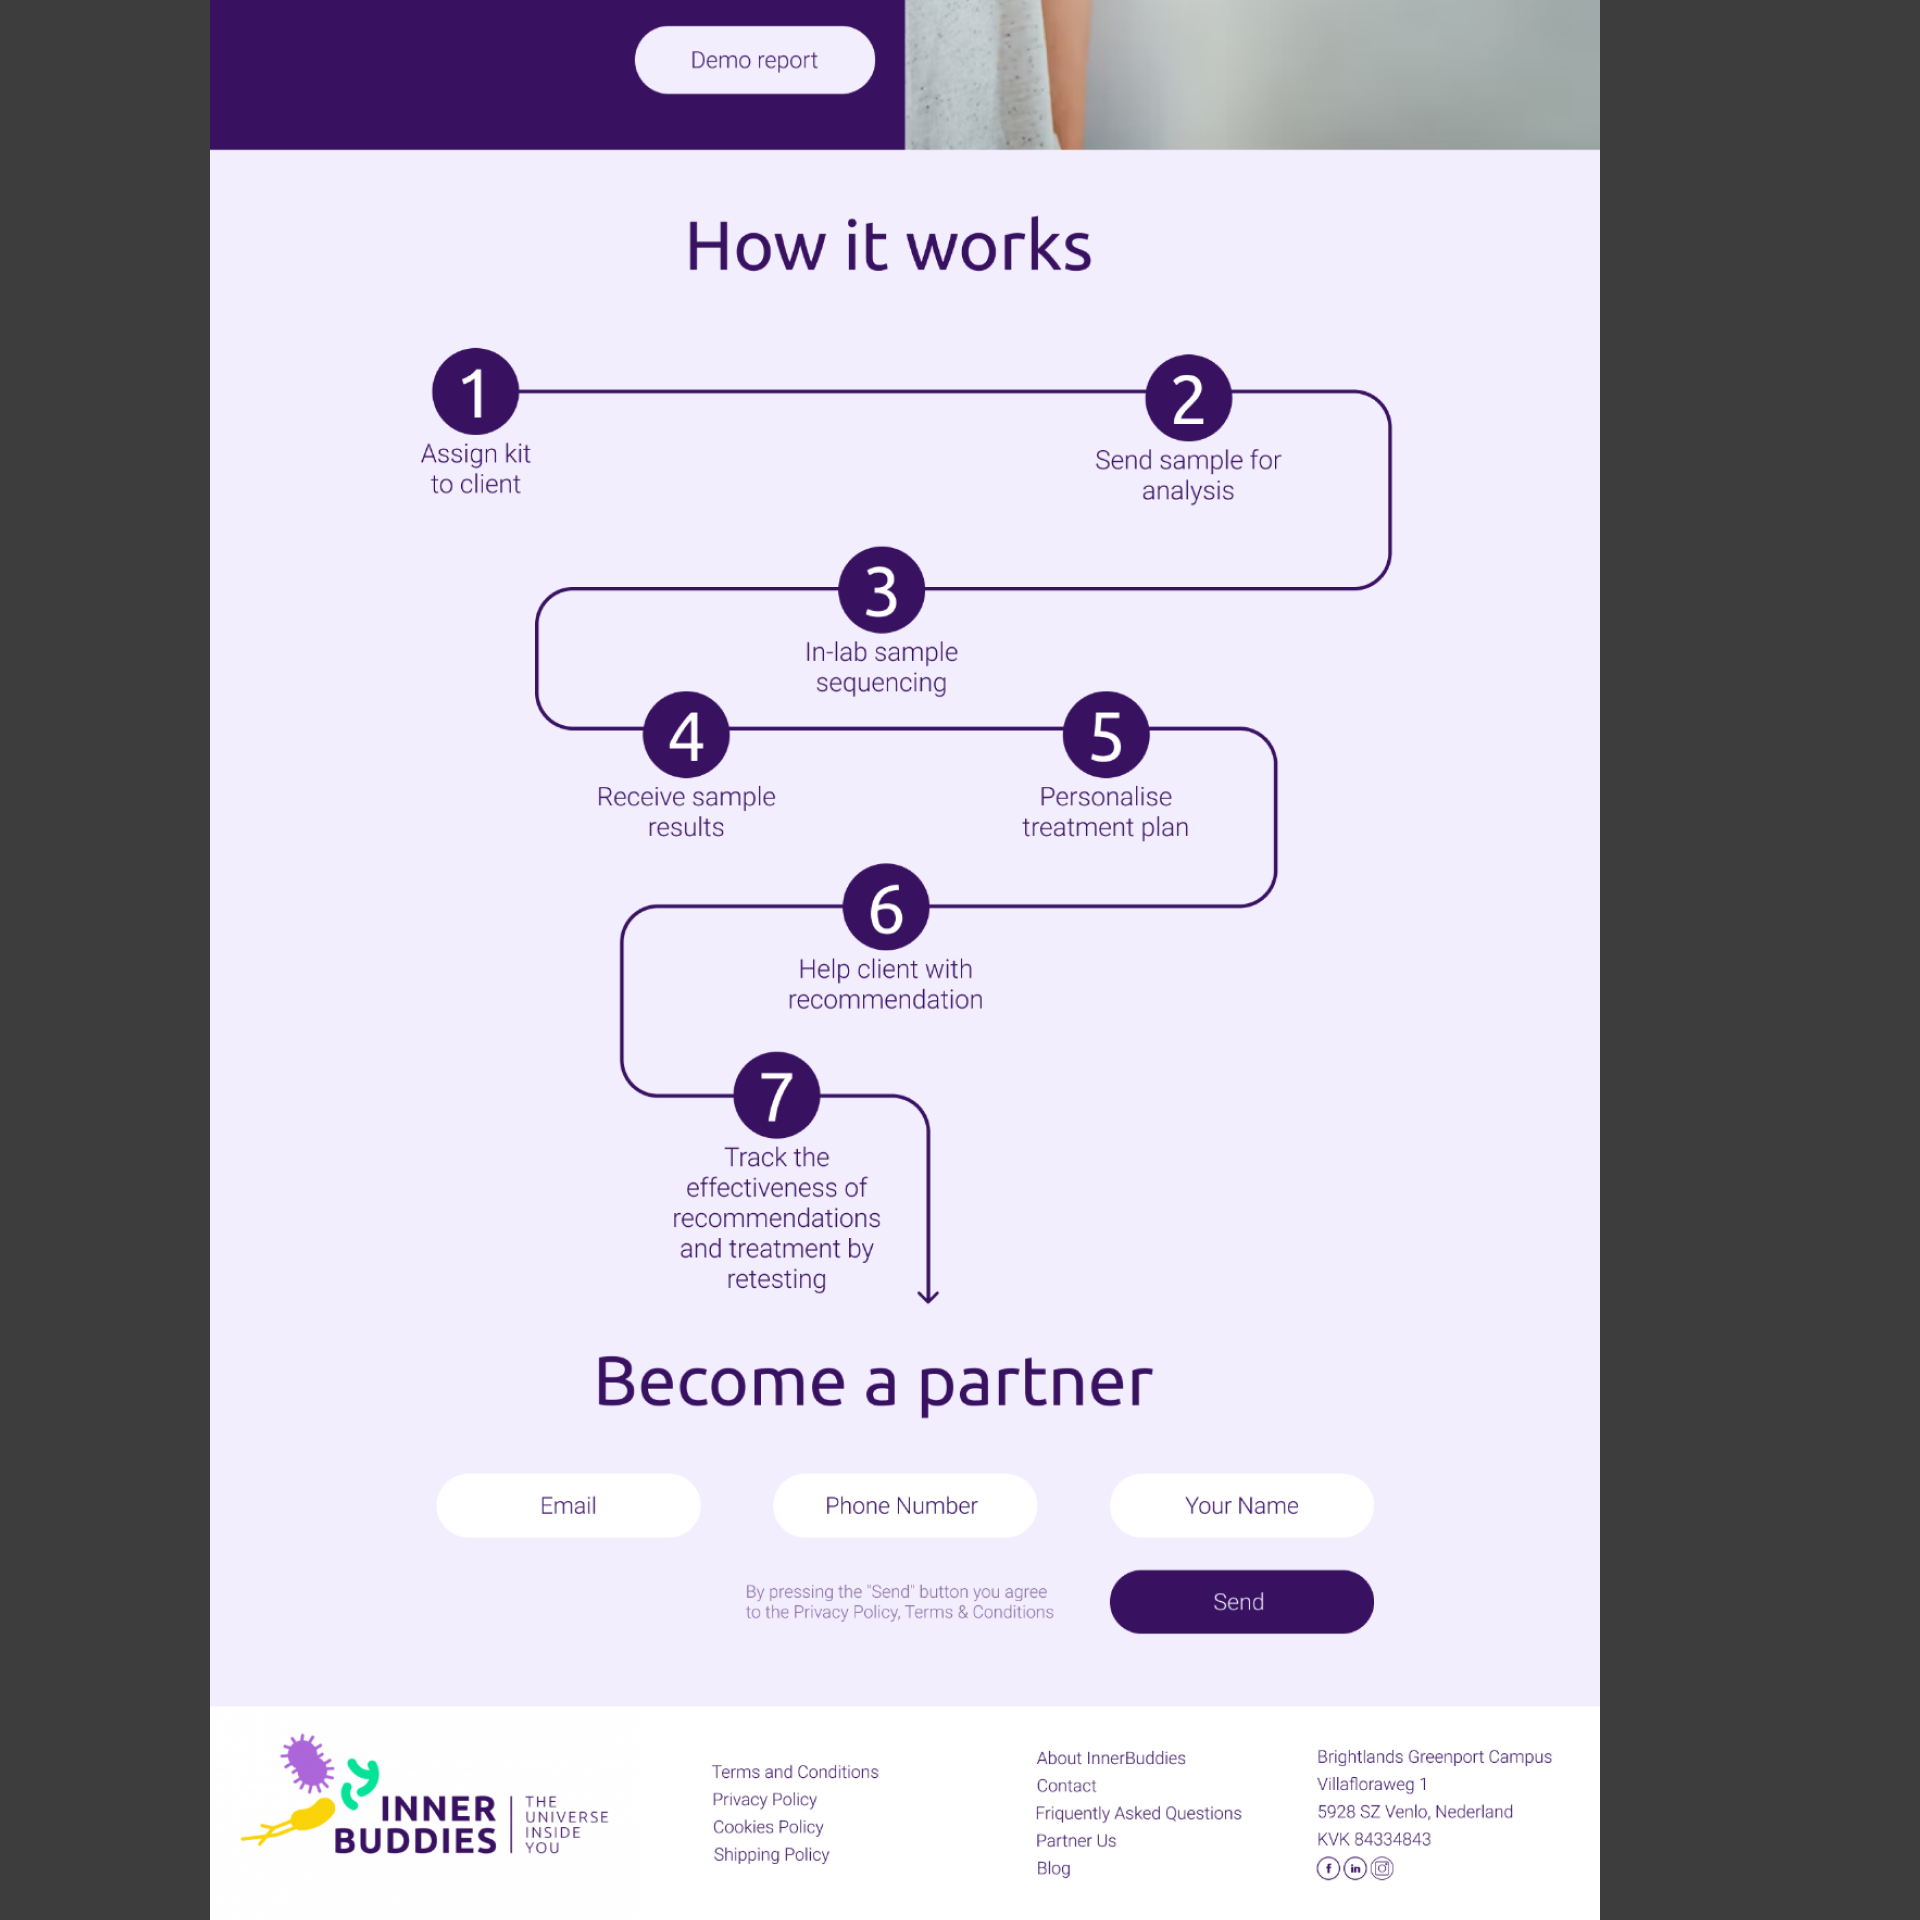 Demo report
How it works
1
Assign kit
to client
2
Send sample for
analysis
3
In-lab sample
sequencing
4
Receive sample
results
5
Personalise
treatment plan
6
Help client with
recommendation
7
Track the
effectiveness of
recommendations
and treatment by
retesting
Become a partner
Email
Phone Number
Your Name
By pressing the "Send" button you agree
to the Privacy Policy, Terms & Conditions
Send
INNER
BUDDIES
THE
UNIVERSE
INSIDE
YOU
Terms and Conditions
Privacy Policy
Cookies Policy
Shipping Policy
About InnerBuddies
Contact
Friquently Asked Questions
Partner Us
Blog
Brightlands Greenport Campus
Villafloraweg 1
5928 SZ Venlo, Nederland
KVK 84334843
f in